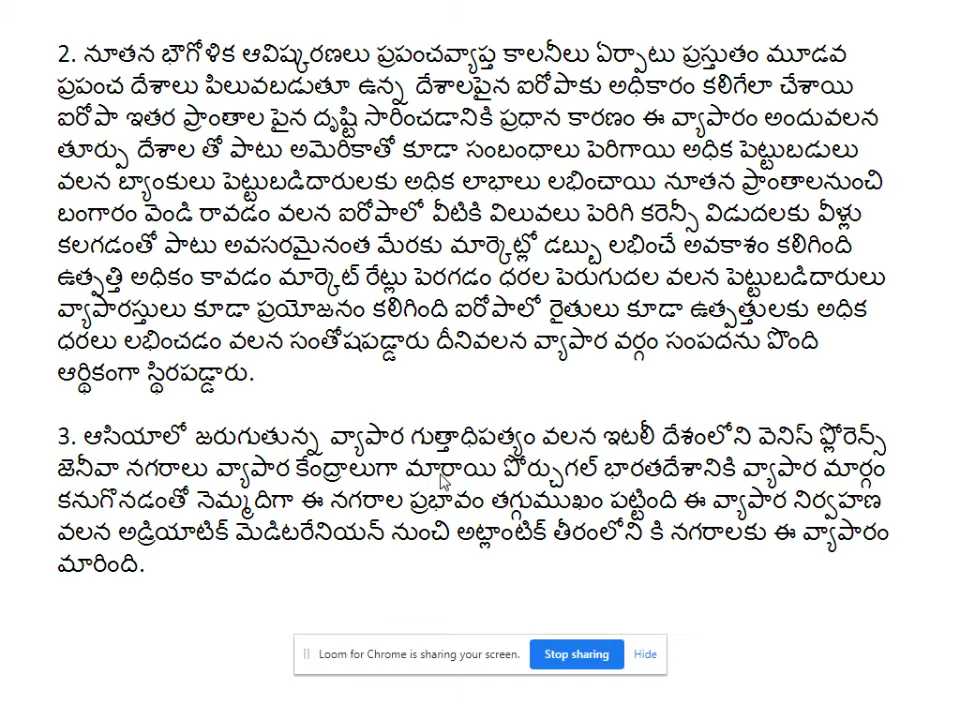 2. నూతన భౌగోళిక ఆవిష్కరణలు ప్రపంచవ్యాప్త కాలనీలు ఏర్పాటు ప్రస్తుతం మూడవ
ప్రపంచ దేశాలు పిలువబడుతూ ఉన్న దేశాలపైన ఐరోపాకు అధికారం కలిగేలా చేశాయి
ఐరోపా ఇతర ప్రాంతాల పైన దృష్టి సారించడానికి ప్రధాన కారణం ఈ వ్యాపారం అందువలన
తూర్పు దేశాల తో పాటు అమెరికాతో కూడా సంబంధాలు పెరిగాయి అధిక పెట్టుబడులు
వలన బ్యాంకులు పెట్టుబడిదారులకు అధిక లాభాలు లభించాయి నూతన ప్రాంతాలనుంచి
బంగారం వెండి రావడం వలన ఐరోపాలో వీటికి విలువలు పెరిగి కరెన్సీ విడుదలకు వీళ్లు
కలగడంతో పాటు అవసరమైనంత మేరకు మార్కెట్లో డబ్బు లభించే అవకాశం కలిగింది
ఉత్పత్తి అధికం కావడం మార్కెట్ రేట్లు పెరగడం ధరల పెరుగుదల వలన పెట్టుబడిదారులు
వ్యాపారస్తులు కూడా ప్రయోజనం కలిగింది ఐరోపాలో రైతులు కూడా ఉత్పత్తులకు అధిక
ధరలు లభించడం వలన సంతోషపడ్డారు దీనివలన వ్యాపార వర్గం సంపదను పొంది
ఆర్థికంగా స్థిరపడ్డారు.
3. ఆసియాలో జరుగుతున్న వ్యాపార గుత్తాధిపత్యం వలన ఇటలీ దేశంలోని వెనిస్ ఫ్లోరెన్స్
జెనీవా నగరాలు వ్యాపార కేంద్రాలుగా మారాయి పోర్చుగల్ భారతదేశానికి వ్యాపార మార్గం
కనుగొనడంతో నెమ్మదిగా ఈ నగరాల ప్రభావం తగ్గుముఖం పట్టింది ఈ వ్యాపార నిర్వహణ
వలన అడ్రియాటిక్ మెడిటరేనియన్ నుంచి అట్లాంటిక్ తీరంలోని కి నగరాలకు ఈ వ్యాపారం
మారింది.
Loom for Chrome is sharing your screen. Stop sharing Hide